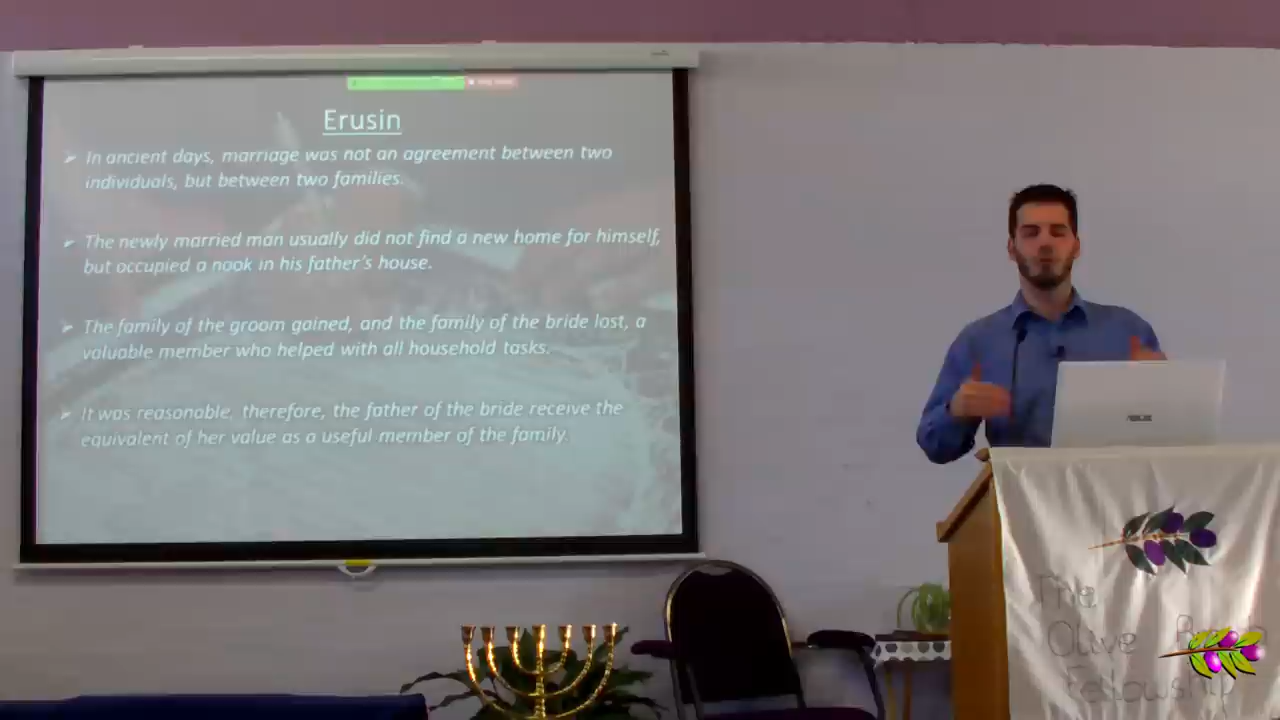 Erusin
In ancient days, marriage was not an agreement between two
individuals, but between two families.
The newly married man usually did not find a new home for himself,
but occupied a nook in his father's house.
The family of the groom gained, and the family of the bride lost, a
valuable member who helped with all household tasks.
It was reasonable, therefore, the father of the bride receive the
equivalent of her value as a useful member of the family.
ASUS
The
Olive
Fellowship